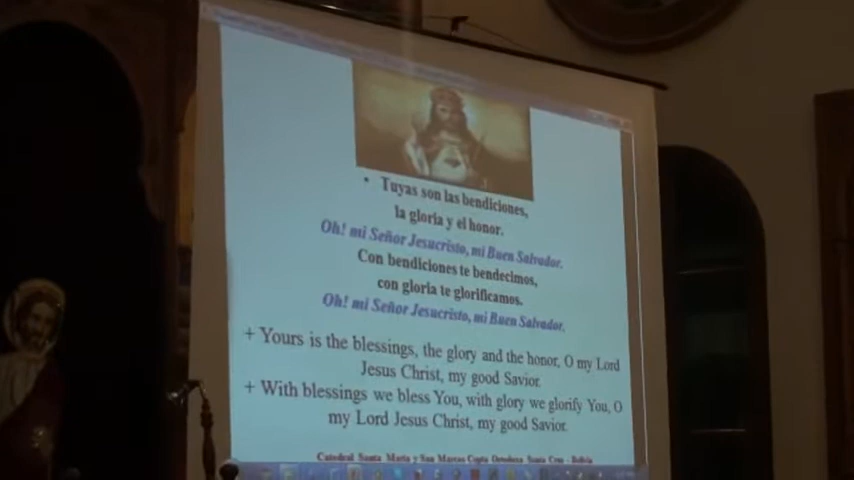 • Tuyas son las bendiciones,
la gloria y el honor.
Oh! mi Señor Jesucristo, mi Buen Salvador.
Con bendiciones te bendecimos,
con gloria te glorificamos.
Oh! mi Señor Jesucristo, mi Buen Salvador.
+ Yours is the blessings, the glory and the honor, O my Lord
Jesus Christ, my good Savior.
+ With blessings we bless You, with glory we glorify You, O
my Lord Jesus Christ, my good Savior.
Catedral Santa María y San Marcos Copta Ortodoxa Santa Cruz - Bolivia